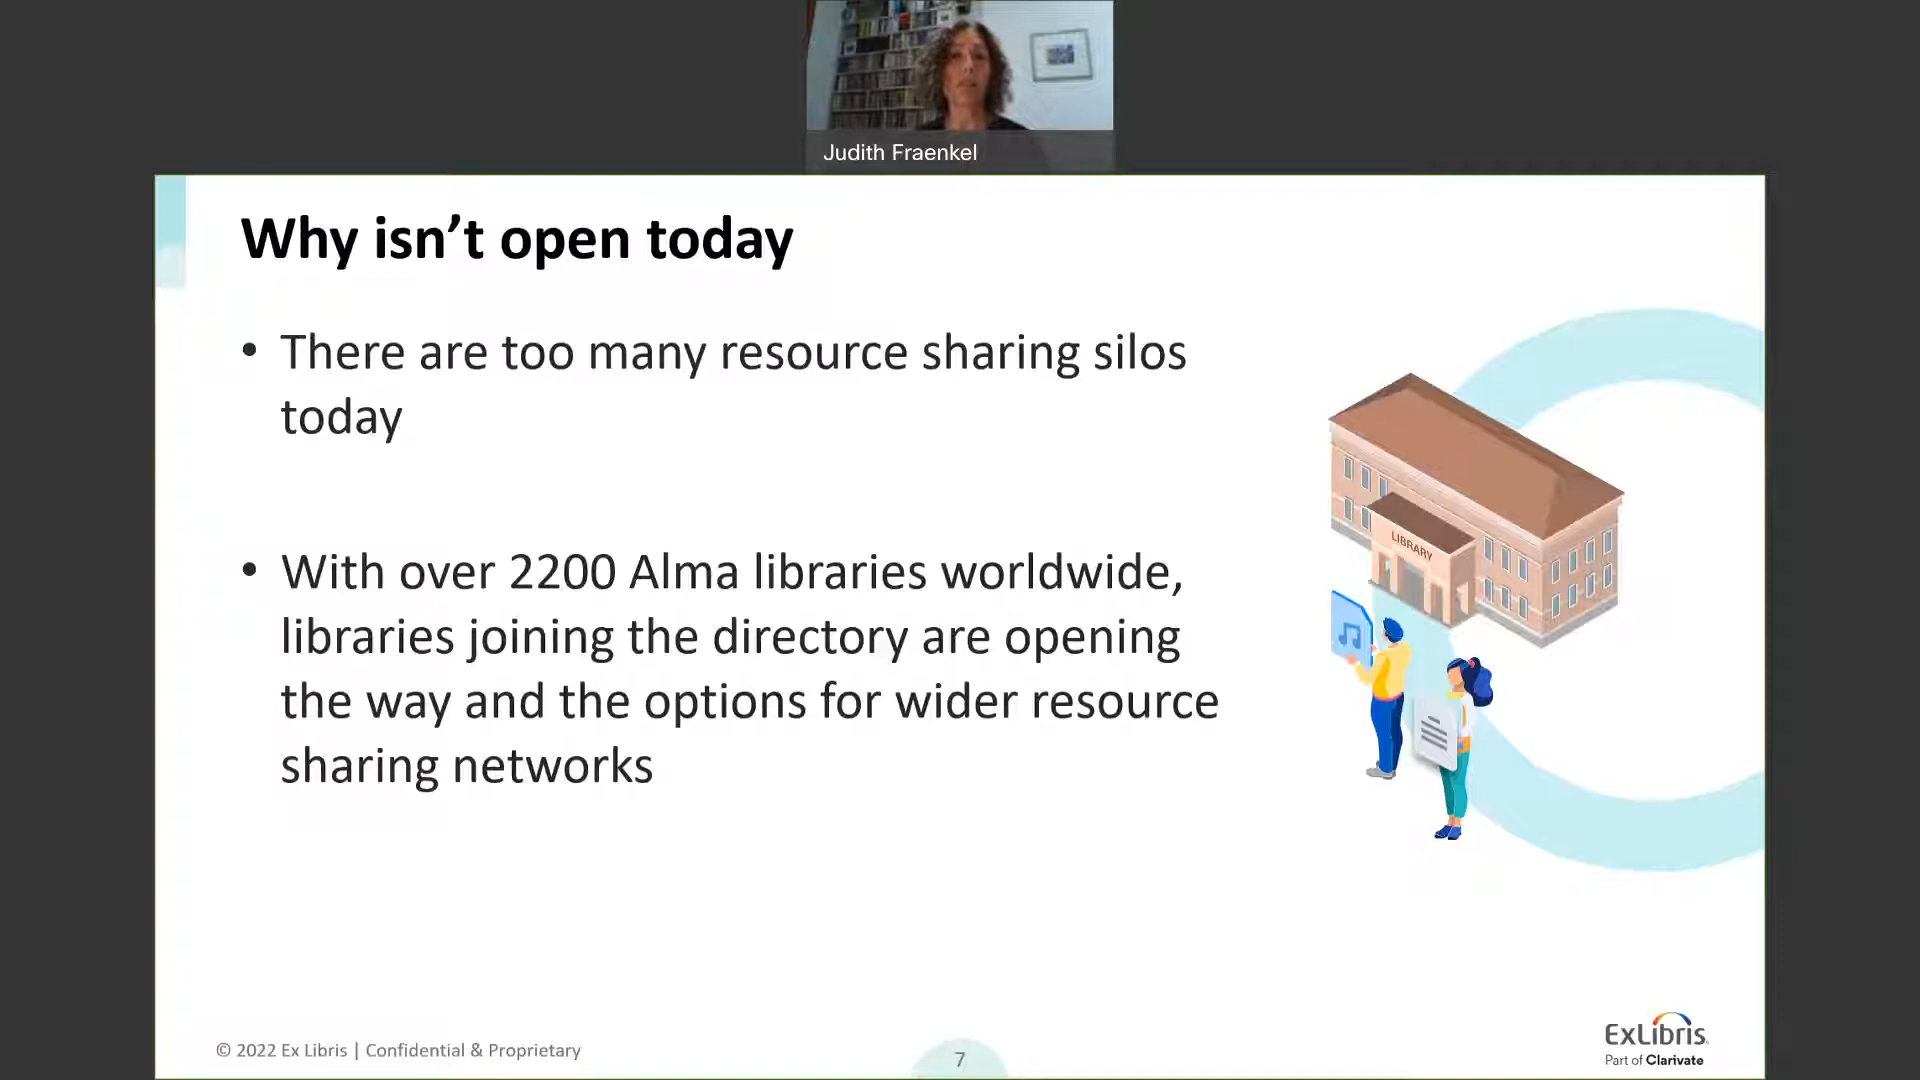 Judith Fraenkel
Why isn’t open today
• There are too many resource sharing silos
today
• With over 2200 Alma libraries worldwide,
libraries joining the directory are opening
the way and the options for wider resource
sharing networks
LIBRARY
© 2022 Ex Libris | Confidential & Proprietary
7
ExLibris
Part of Clarivate